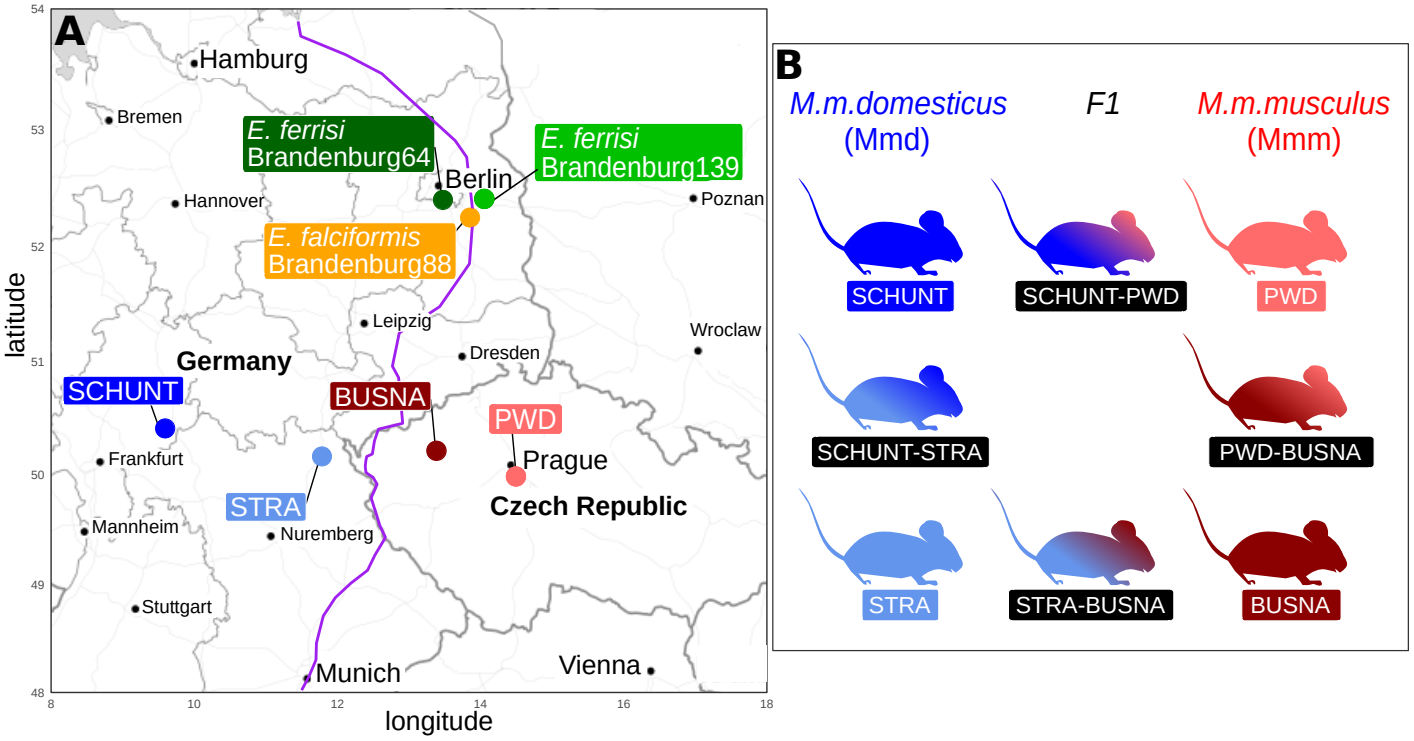 A
54
53
52
51
50
49
48
latitude
Hamburg
Bremen
E. ferrisi
Brandenburg64
E. ferrisi
Brandenburg139
Berlin
Hannover
Poznan
E. falciformis
Brandenburg88
Leipzig
Wroclaw
Dresden
Germany
SCHUNT
BUSNA
PWD
Frankfurt
Prague
STRA
Czech Republic
Mannheim
Nuremberg
Stuttgart
Munich
Vienna
8
10
12
14
16
18
longitude
B
M.m.domesticus
(Mmd)
F1
M.m.musculus
(Mmm)
SCHUNT
SCHUNT-PWD
PWD
SCHUNT-STRA
PWD-BUSNA
STRA
STRA-BUSNA
BUSNA